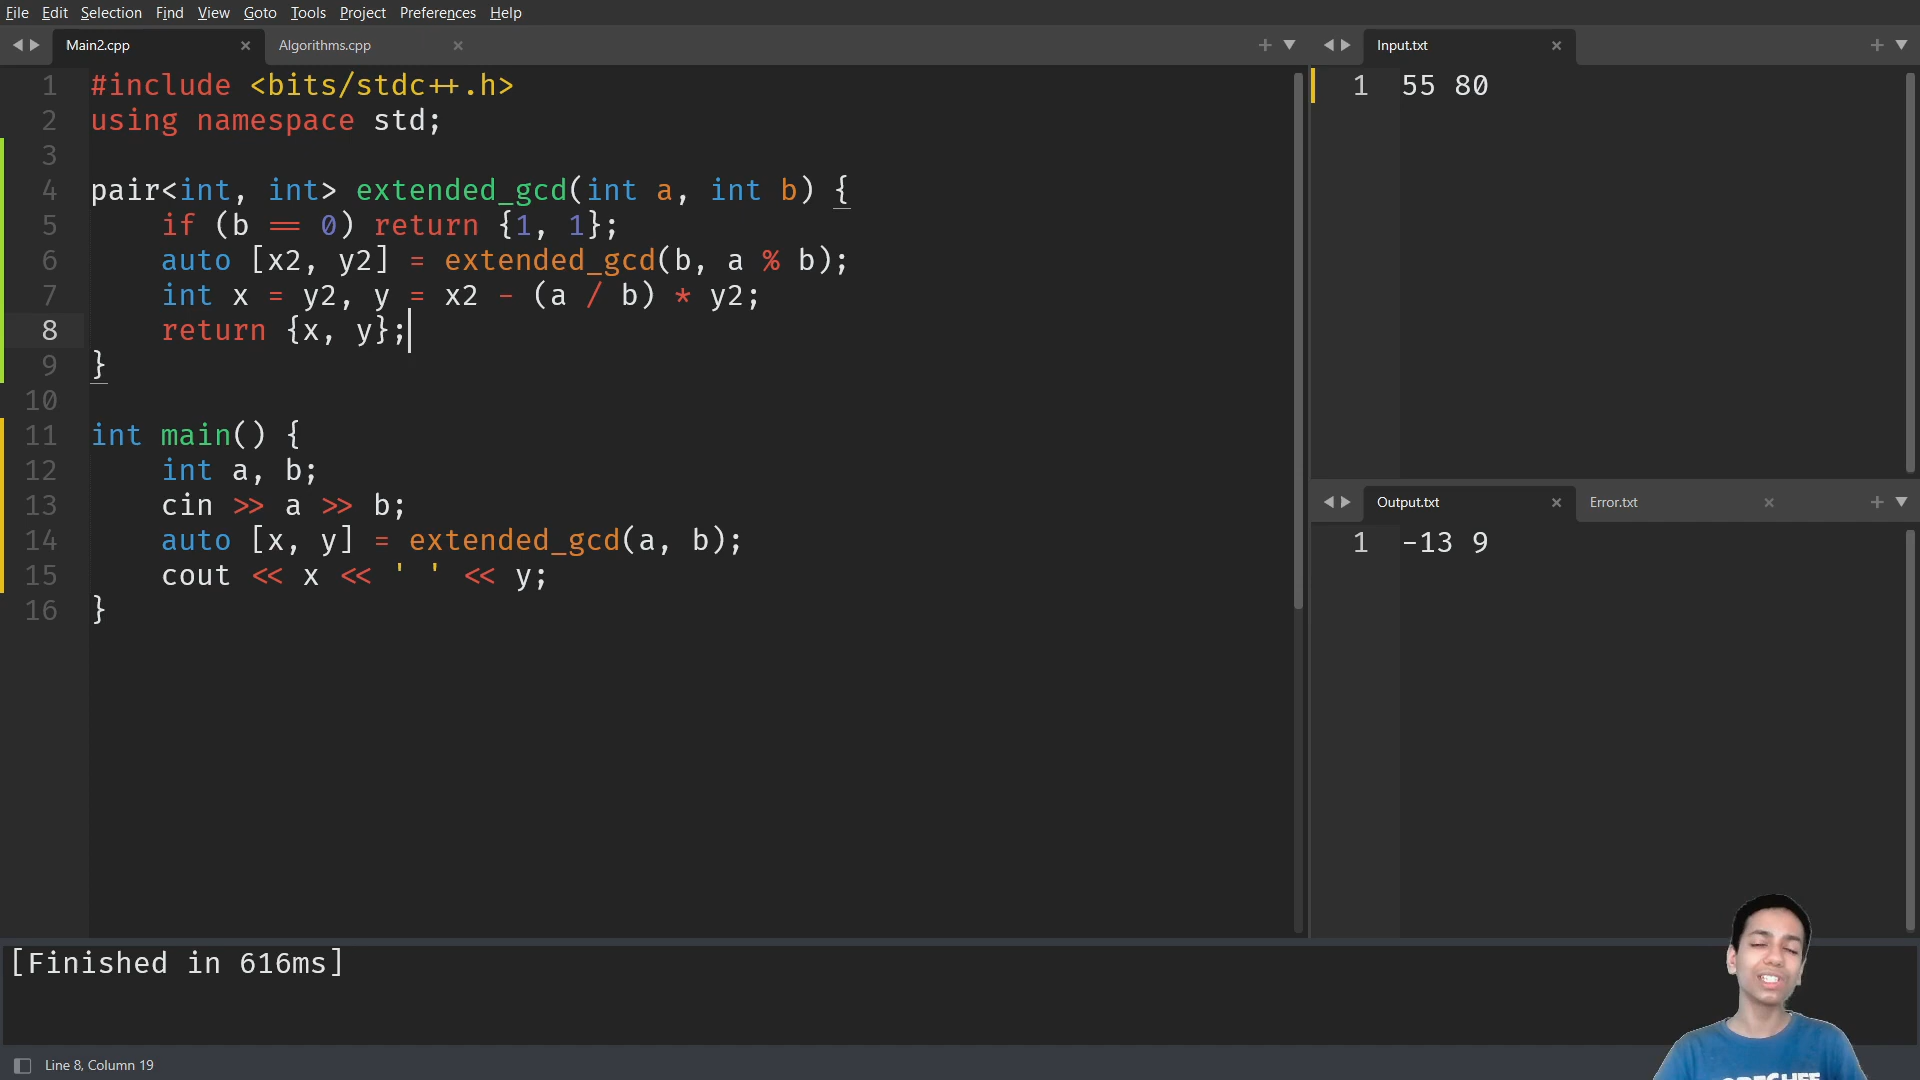 File Edit Selection Find View Goto Tools Project Preferences Help
Main2.cpp Algorithms.cpp
1 #include <bits/stdc++.h>
2 using namespace std;
3
4 pair<int, int> extended_gcd(int a, int b) {
5 if (b == 0) return {1, 1};
6 auto [x2, y2] = extended_gcd(b, a % b);
7 int x = y2, y = x2 - (a / b) * y2;
8 return {x, y};
9 }
10
11 int main() {
12 int a, b;
13 cin >> a >> b;
14 auto [x, y] = extended_gcd(a, b);
15 cout << x << ' ' << y;
16 }
Input.txt
1 55 80
Output.txt Error.txt
1 -13 9
[Finished in 616ms]
Line 8, Column 19